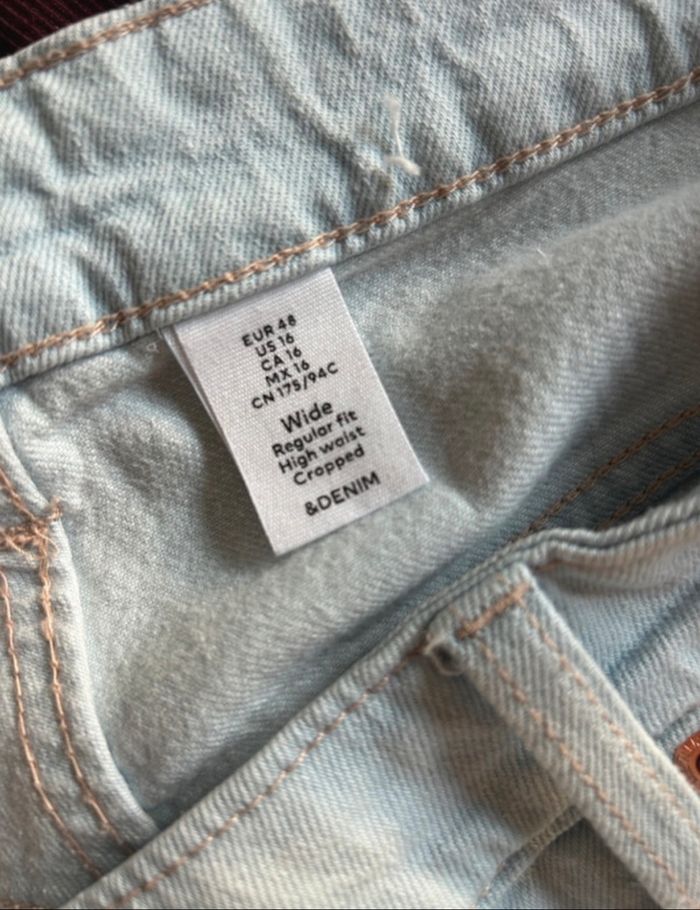 EUR 48
US 16
CA 16
MX 16
CN 175/94C
Wide
Regular fit
High waist
Cropped
&DENIM